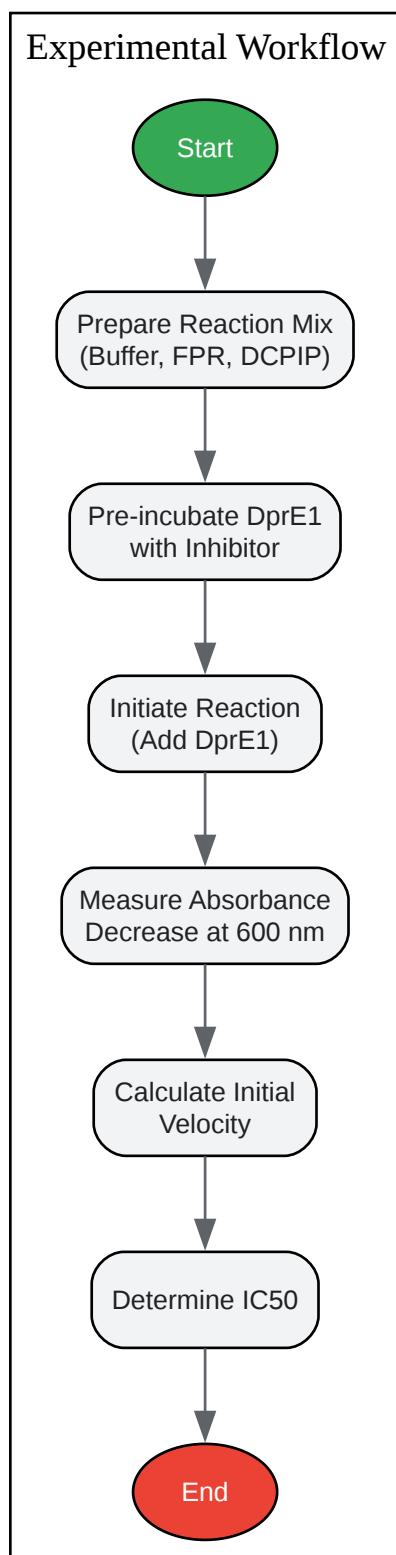 Experimental Workflow
Start
Prepare Reaction Mix
(Buffer, FPR, DCPIP)
Pre-incubate DprE1
with Inhibitor
Initiate Reaction
(Add DprE1)
Measure Absorbance
Decrease at 600 nm
Calculate Initial
Velocity
Determine IC50
End